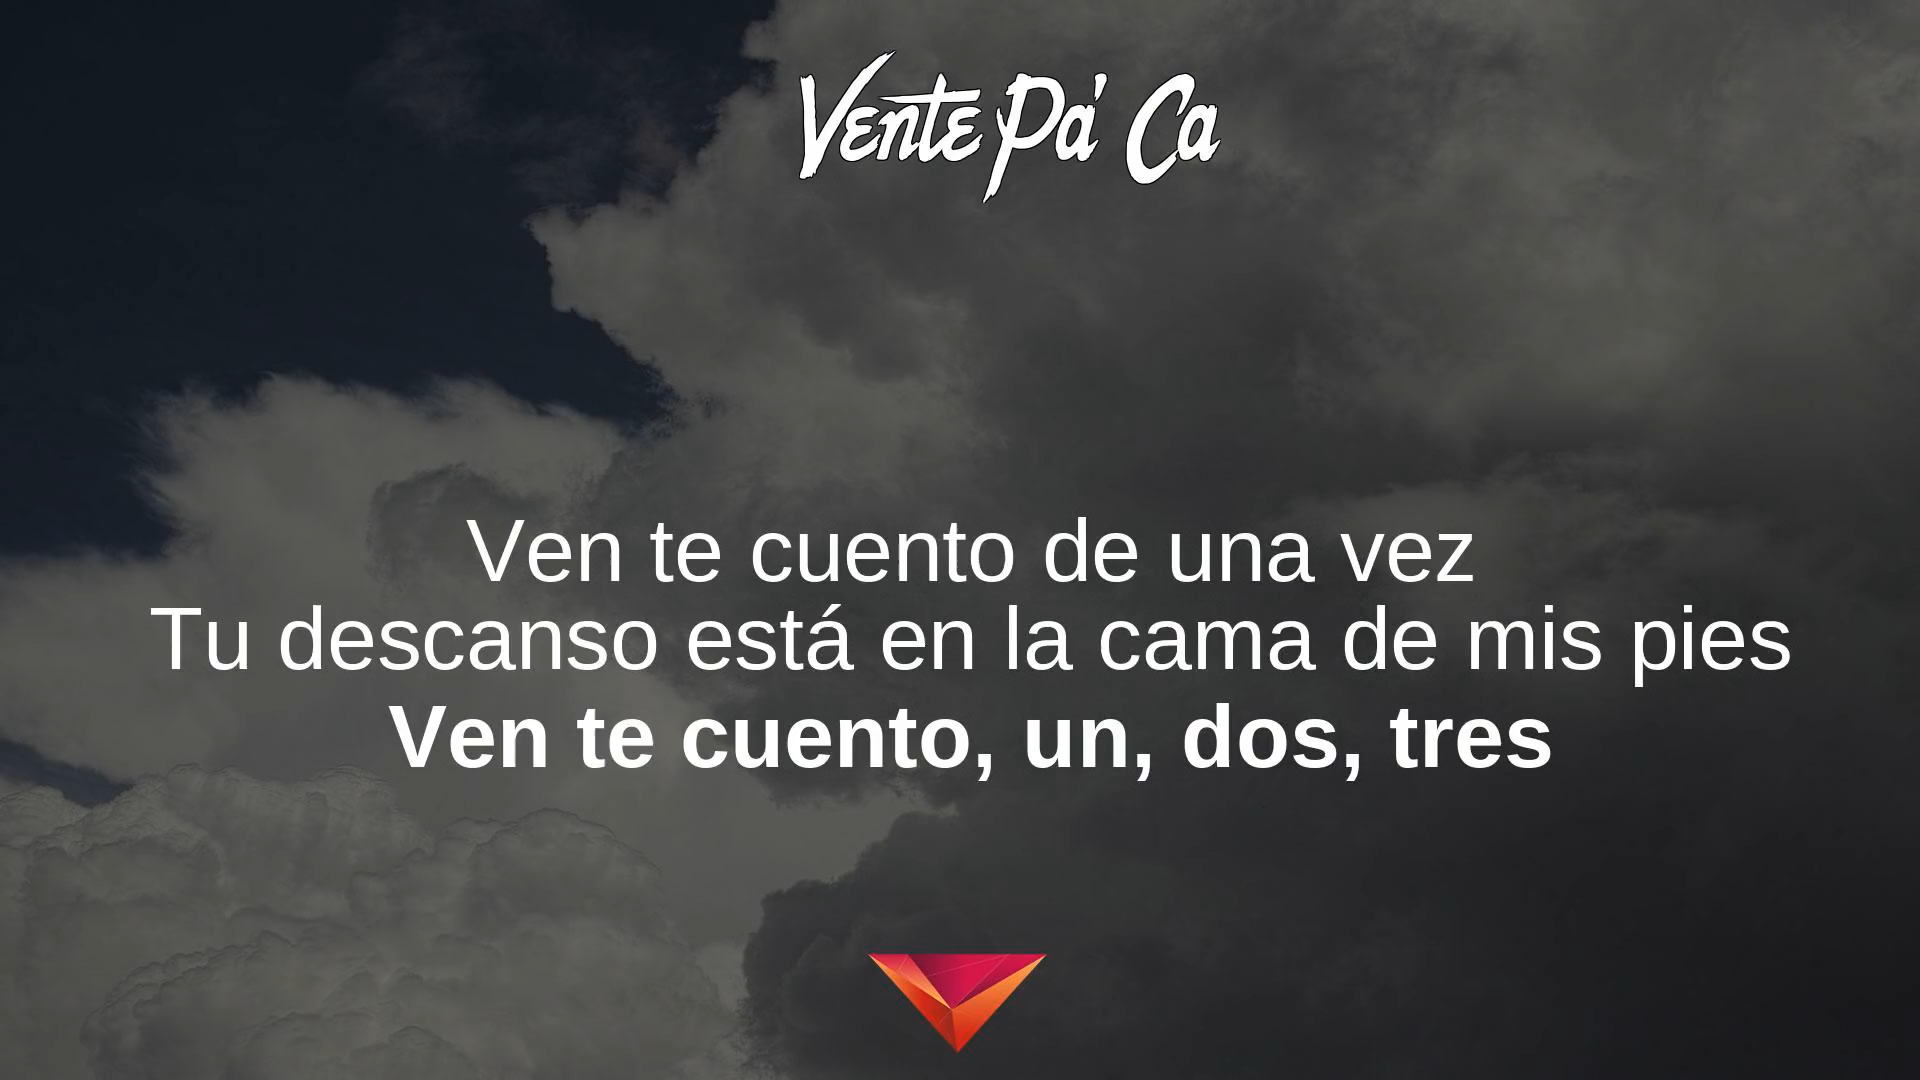 Vente Pa' Ca
Ven te cuento de una vez
Tu descanso está en la cama de mis pies
Ven te cuento, un, dos, tres